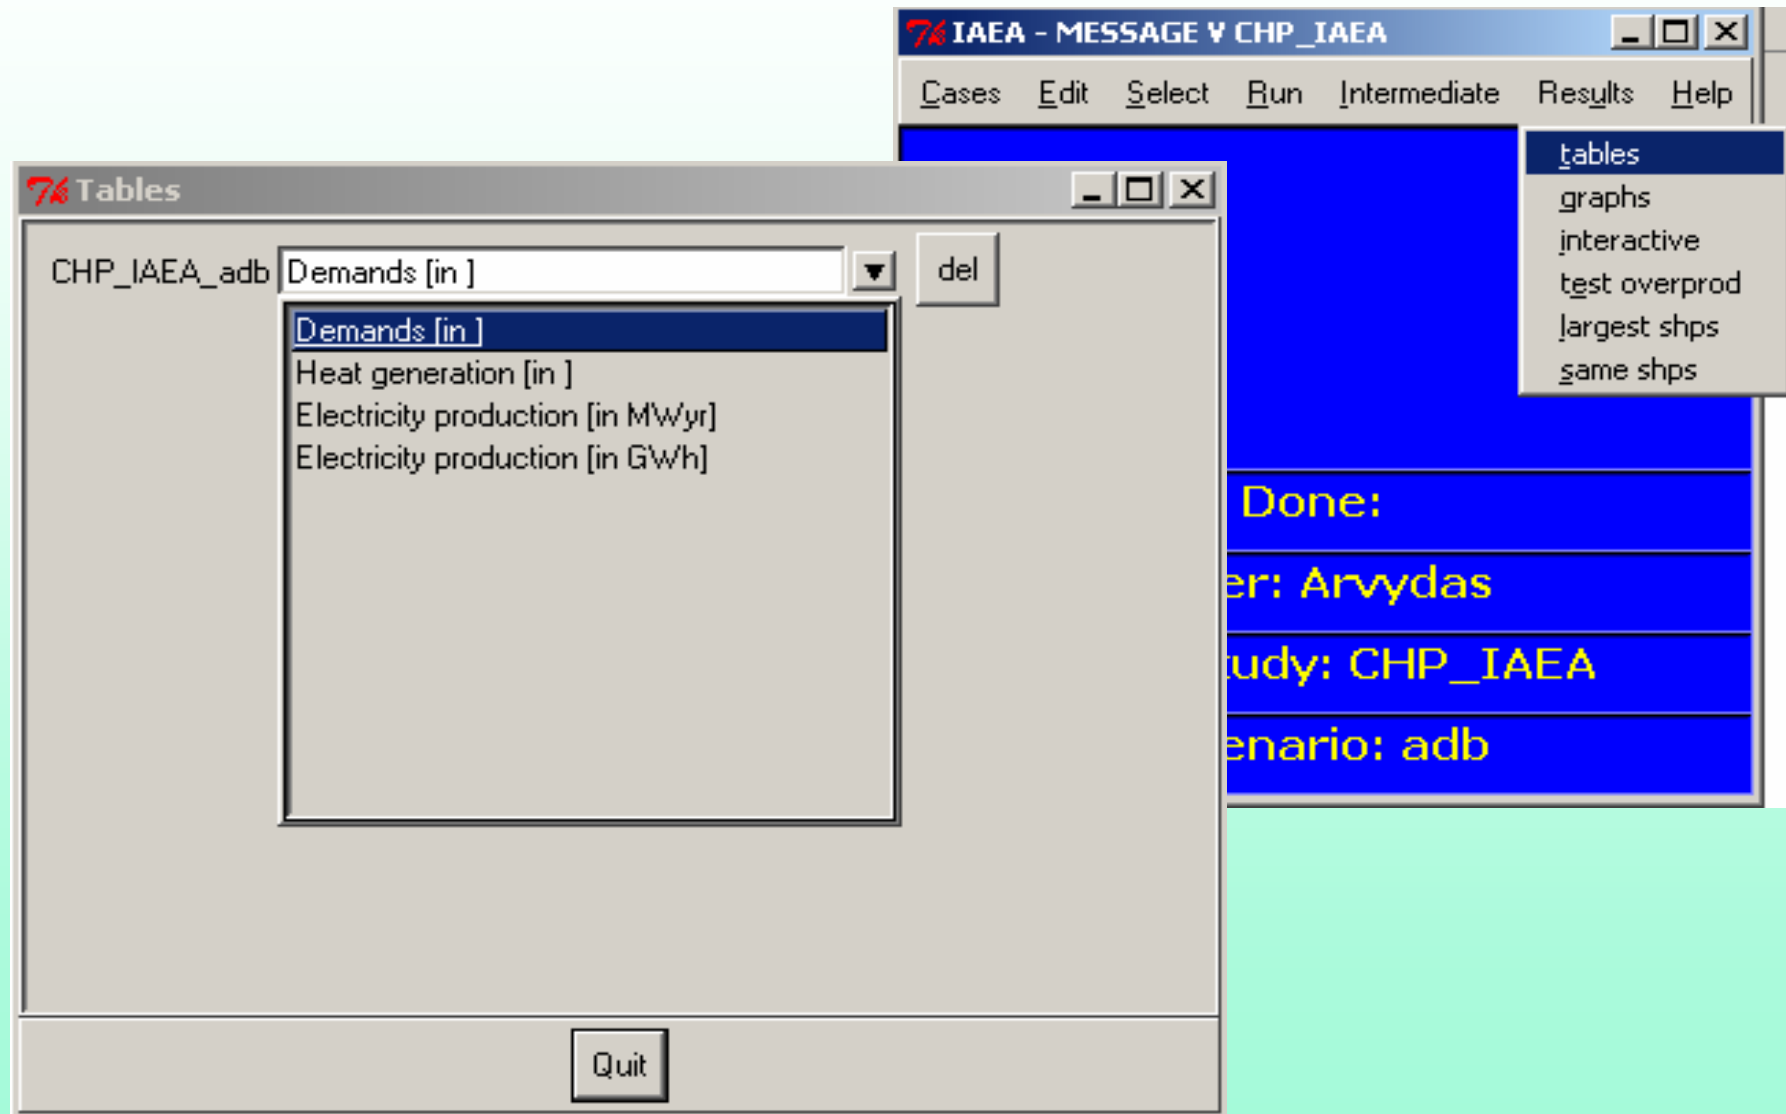 IAEA - MESSAGE V CHP_IAEA
Cases Edit Select Run Intermediate Results Help
tables
graphs
interactive
test overprod
largest shps
same shps
Tables
CHP_IAEA_adb Demands [in ] del
Demands [in ]
Heat generation [in ]
Electricity production [in MWyr]
Electricity production [in GWh]
Quit
Done:
er: Arvydas
udy: CHP_IAEA
enario: adb